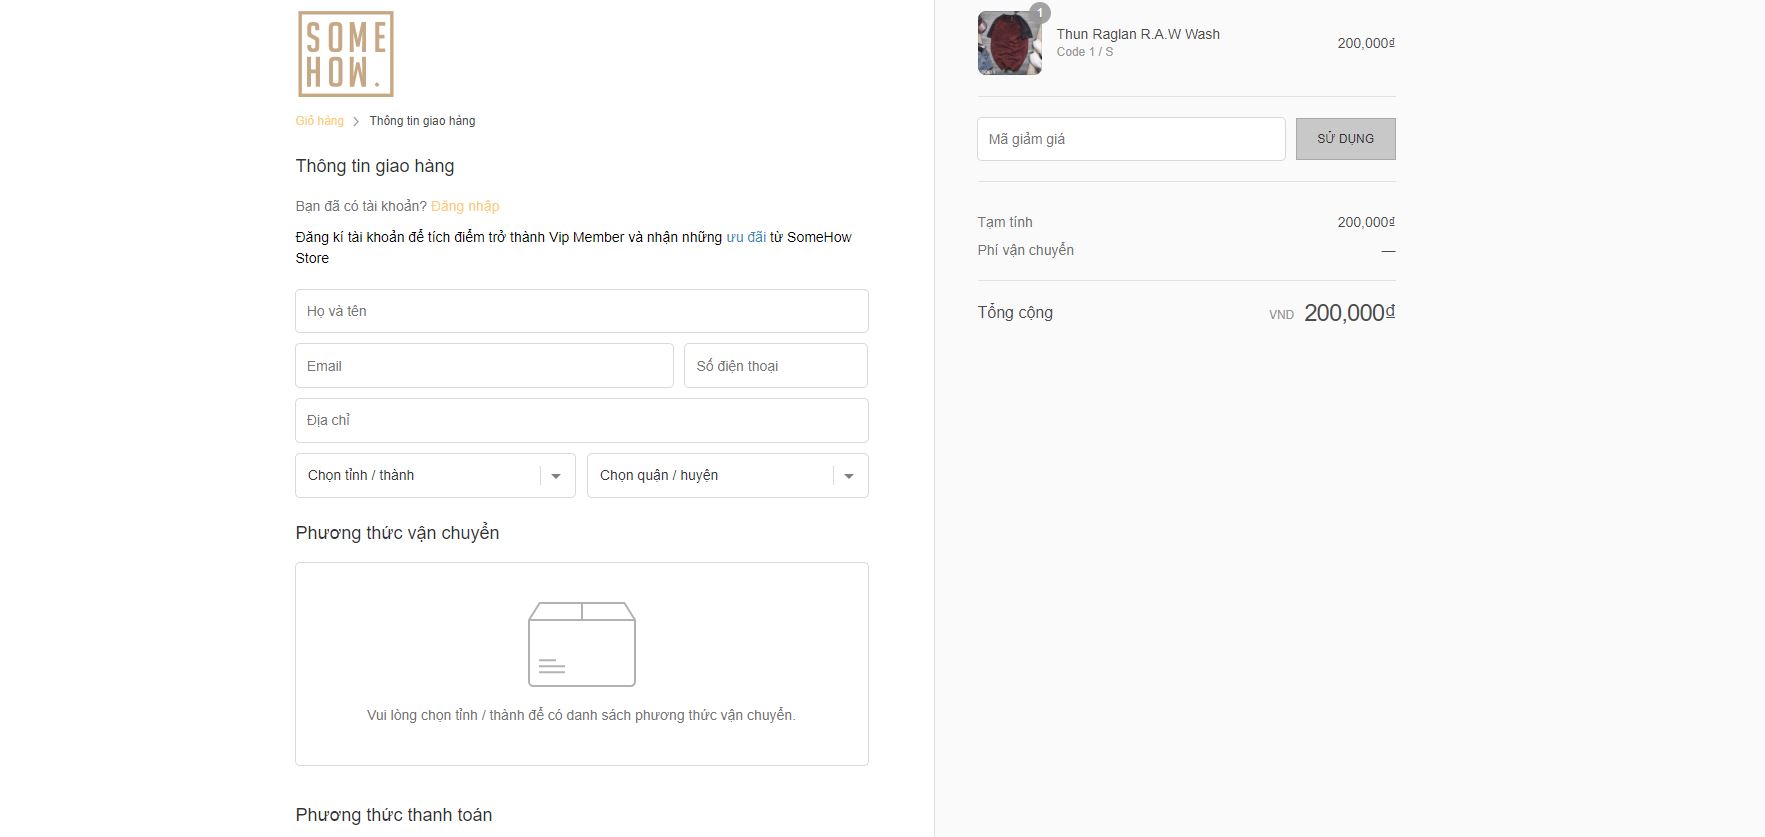 SOME
HOW.
Giỏ hàng > Thông tin giao hàng
Thông tin giao hàng
Bạn đã có tài khoản? Đăng nhập
Đăng kí tài khoản để tích điểm trở thành Vip Member và nhận những ưu đãi từ SomeHow
Store
Họ và tên
Email
Số điện thoại
Địa chỉ
Chọn tỉnh / thành
Chọn quận / huyện
Phương thức vận chuyển
Vui lòng chọn tỉnh / thành để có danh sách phương thức vận chuyển.
Phương thức thanh toán
1
Thun Raglan R.A.W Wash
Code 1 / S
200,000₫
Mã giảm giá
SỬ DỤNG
Tạm tính 200,000₫
Phí vận chuyển —
Tổng cộng VND 200,000₫